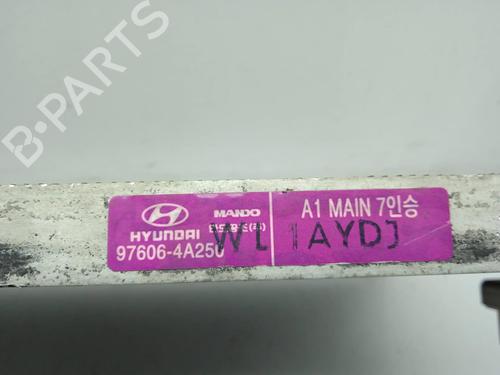 B-PARTS
HYUNDAI
MANDO
97606-4A250
A1 MAIN 7인승
WL 1AYDJ